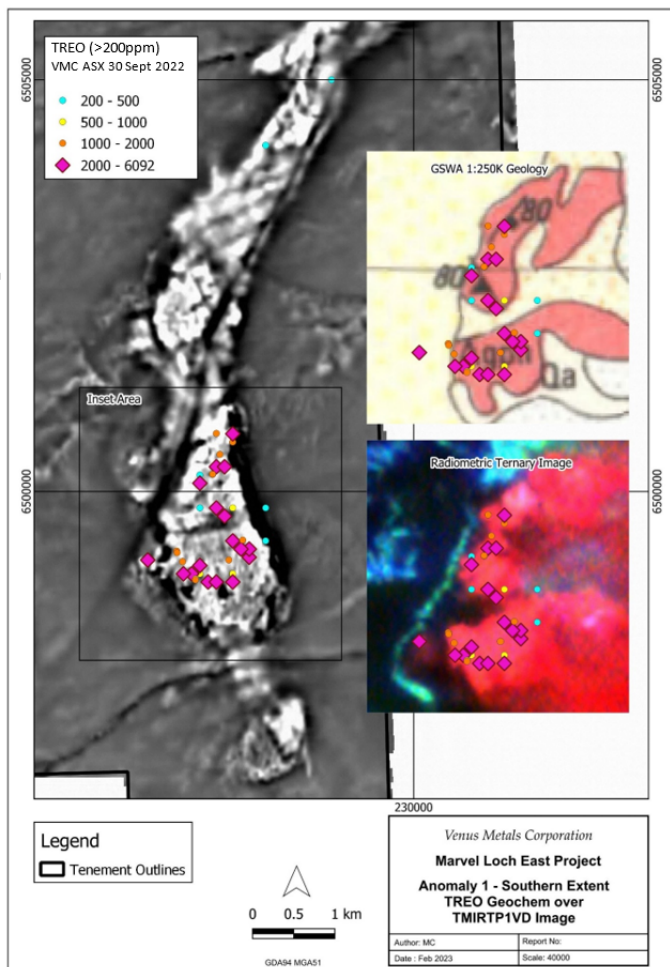 TREO (>200ppm)
VMC ASX 30 Sept 2022
200 - 500
500 - 1000
1000 - 2000
2000 - 6092
6505000
6505000
GSWA 1:250K Geology
80
80
Qa
Inset Area
Radiometric Ternary Image
6500000
6500000
230000
Legend
Tenement Outlines
0 0.5 1 km
GDA94 MGA51
Venus Metals Corporation
Marvel Loch East Project
Anomaly 1 - Southern Extent
TREO Geochem over
TMIRTP1VD Image
Author: MC
Report No:
Date : Feb 2023
Scale: 40000